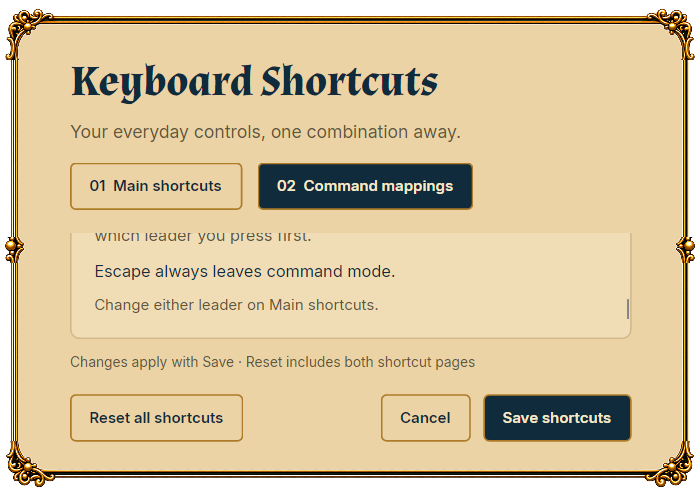 Keyboard Shortcuts
Your everyday controls, one combination away.
01 Main shortcuts
02 Command mappings
which leader you press first.
Escape always leaves command mode.
Change either leader on Main shortcuts.
Changes apply with Save · Reset includes both shortcut pages
Reset all shortcuts
Cancel
Save shortcuts